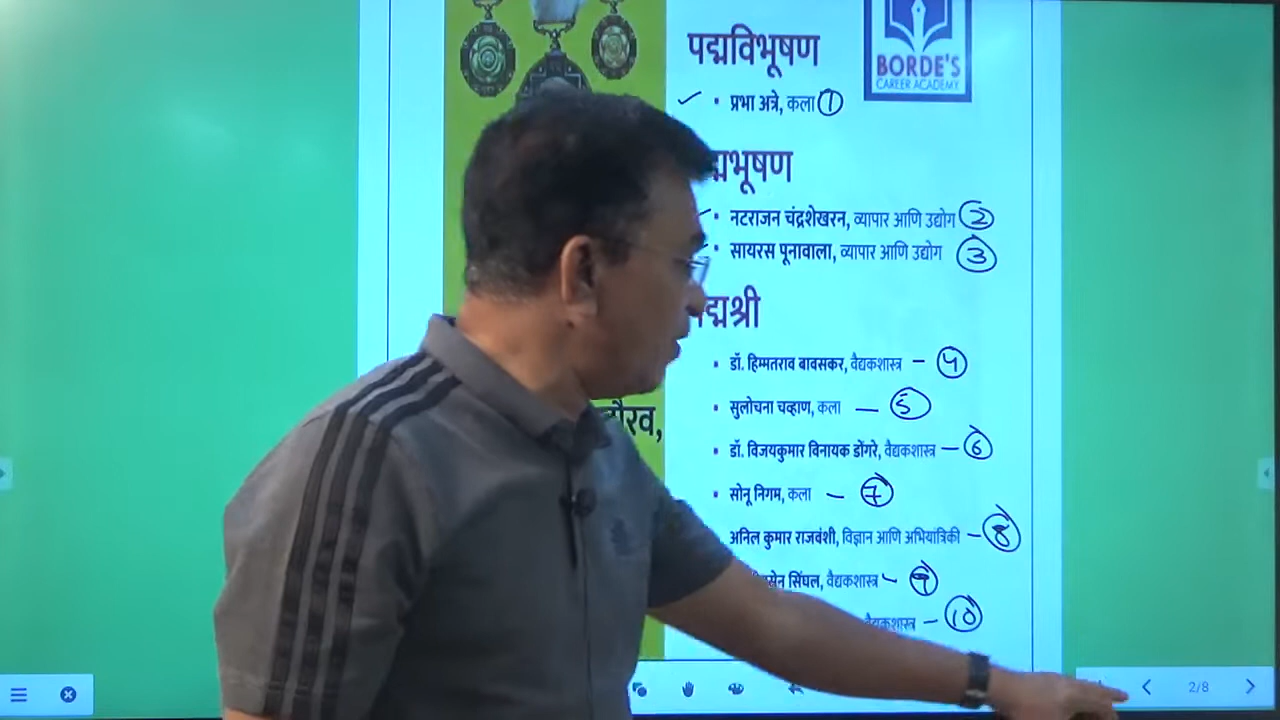 पद्मविभूषण
BORDE'S
CAREER ACADEMY
प्रभा अत्रे, कला 1
नटराजन चंद्रशेखरन, व्यापार आणि उद्योग 2
सायरस पूनावाला, व्यापार आणि उद्योग 3
डॉ. हिम्मतराव बावसकर, वैद्यकशास्त्र - 4
सुलोचना चव्हाण, कला - 5
डॉ. विजयकुमार विनायक डोंगरे, वैद्यकशास्त्र - 6
सोनू निगम, कला - 7
अनिल कुमार राजवंशी, विज्ञान आणि अभियांत्रिकी - 8
सिंघल, वैद्यकशास्त्र - 9
वैद्यकशास्त्र - 10
2/8